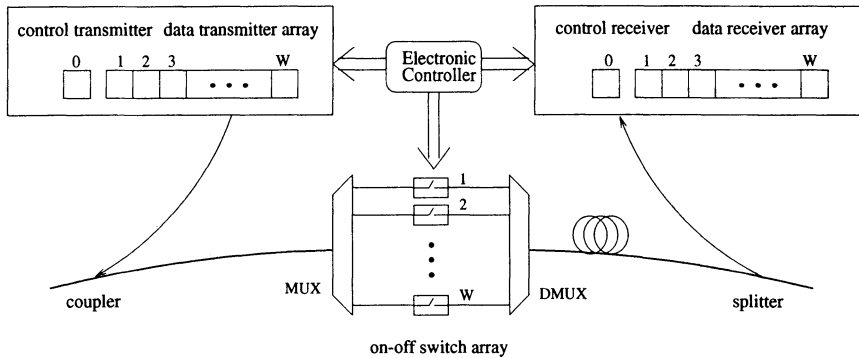 control transmitter data transmitter array
0 1 2 3 W
Electronic
Controller
control receiver data receiver array
0 1 2 3 W
1
2
W
MUX
DMUX
coupler
splitter
on-off switch array